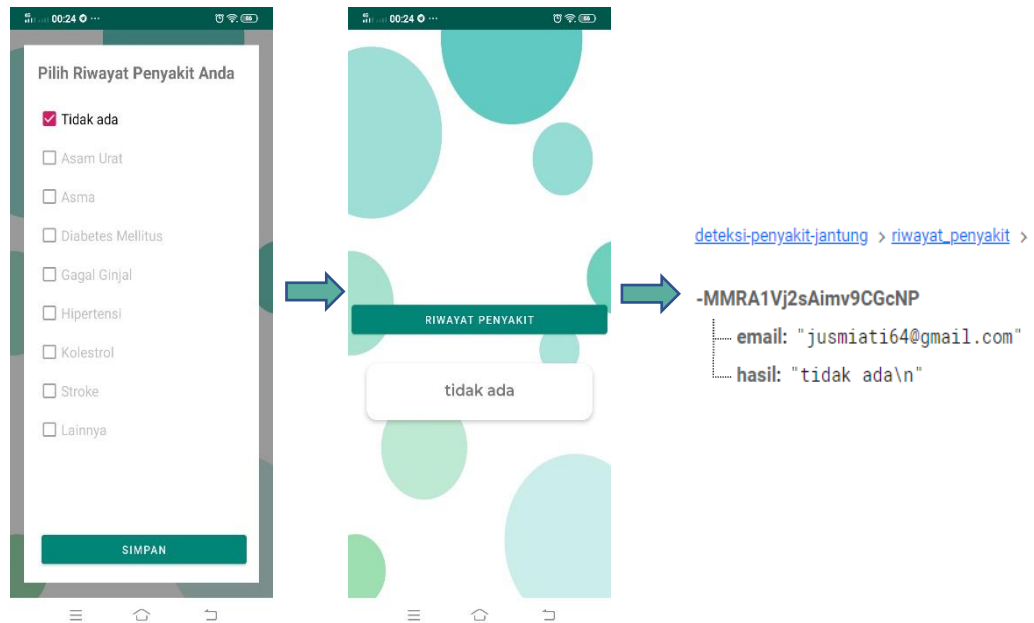 00:24
Pilih Riwayat Penyakit Anda
Tidak ada
Asam Urat
Asma
Diabetes Mellitus
Gagal Ginjal
Hipertensi
Kolestrol
Stroke
Lainnya
SIMPAN
00:24
RIWAYAT PENYAKIT
tidak ada
deteksi-penyakit-jantung > riwayat_penyakit >
-MMRA1Vj2sAimv9CGcNP
email: "jusmiati64@gmail.com"
hasil: "tidak ada\n"